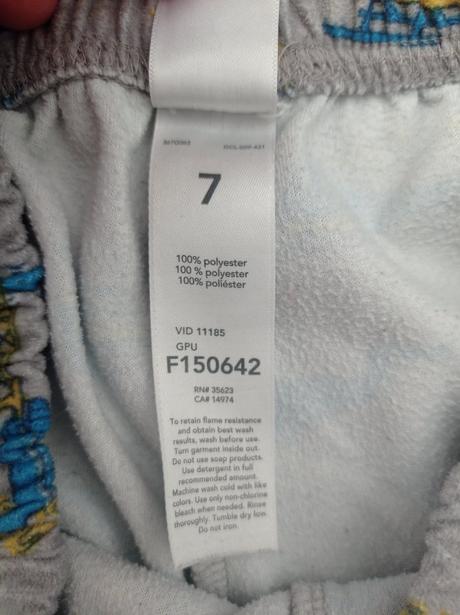 7
100% polyester
100 % polyester
100% poliéster
VID 11185
GPU
F150642
RN# 35623
CA# 14974
To retain flame resistance
and obtain best wash
results, wash before use.
Turn garment inside out.
Do not use soap products.
Use detergent in full
recommended amount.
Machine wash cold with like
colors. Use only non-chlorine
bleach when needed. Rinse
thoroughly. Tumble dry low.
Do not iron.